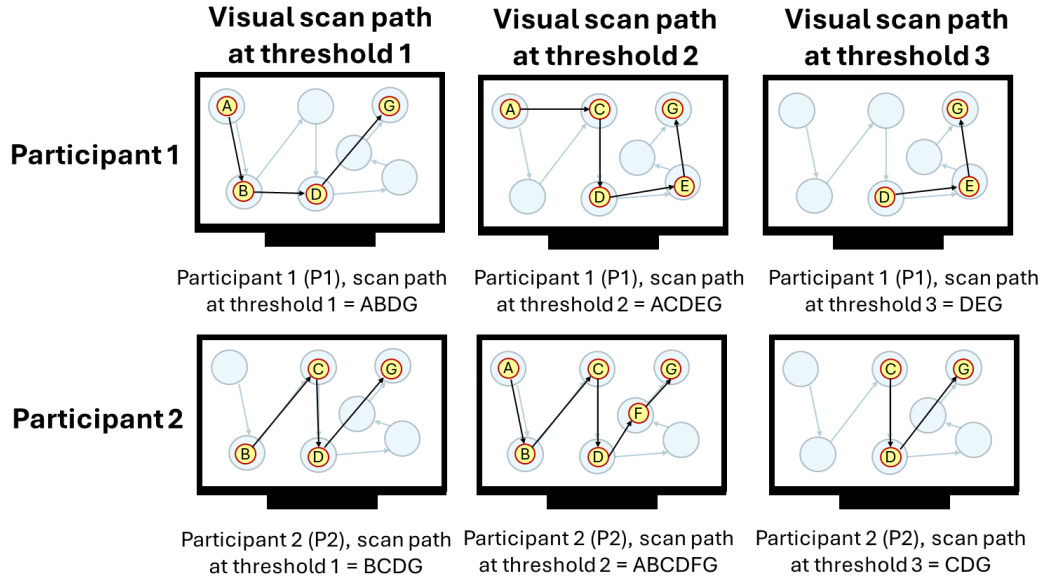 Visual scan path
at threshold 1
Visual scan path
at threshold 2
Visual scan path
at threshold 3
Participant 1
A
G
B
D
A
C
G
D
E
G
D
E
Participant 1 (P1), scan path
at threshold 1 = ABDG
Participant 1 (P1), scan path
at threshold 2 = ACDEG
Participant 1 (P1), scan path
at threshold 3 = DEG
Participant 2
C
G
B
D
A
C
G
F
B
D
C
G
D
Participant 2 (P2), scan path
at threshold 1 = BCDG
Participant 2 (P2), scan path
at threshold 2 = ABCDFG
Participant 2 (P2), scan path
at threshold 3 = CDG